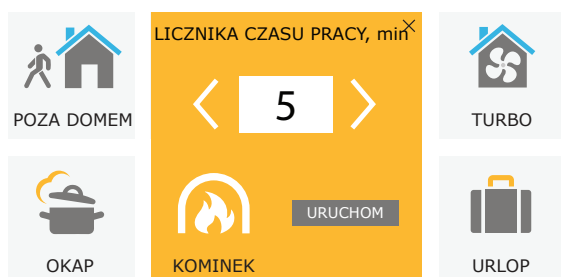 LICZNIKA CZASU PRACY, min
5
POZA DOMEM
TURBO
URUCHOM
OKAP
KOMINEK
URLOP